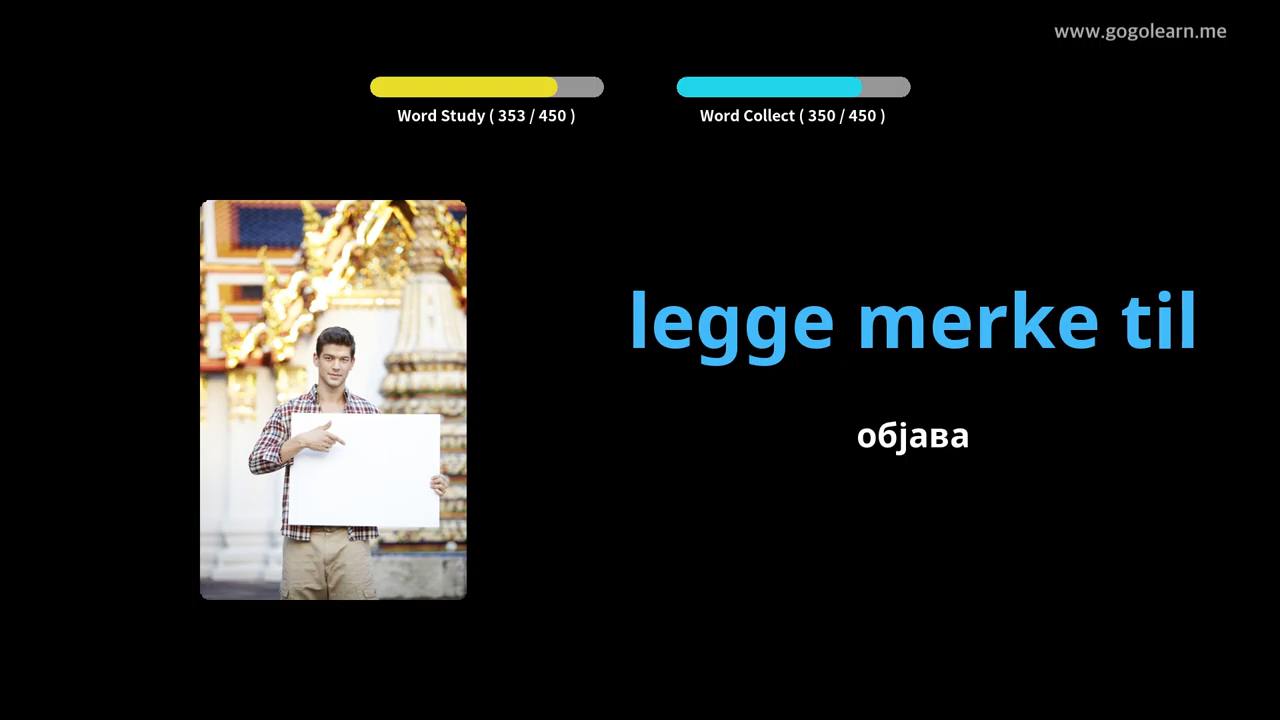 www.gogolearn.me
Word Study ( 353 / 450 )
Word Collect ( 350 / 450 )
legge merke til
објава